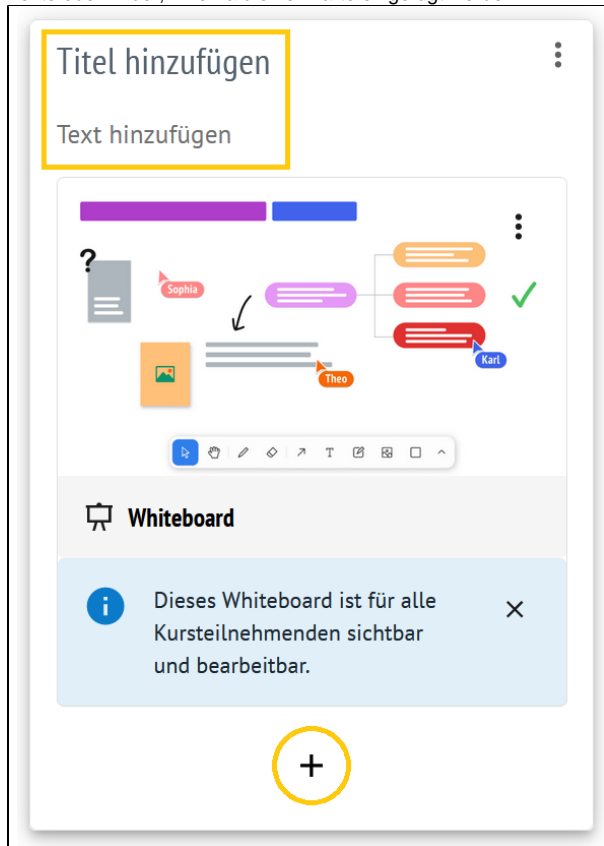 Titel hinzufügen
Text hinzufügen
?
Sophia
Theo
Karl
T
Whiteboard
i
Dieses Whiteboard ist für alle
Kursteilnehmenden sichtbar
und bearbeitbar.
+